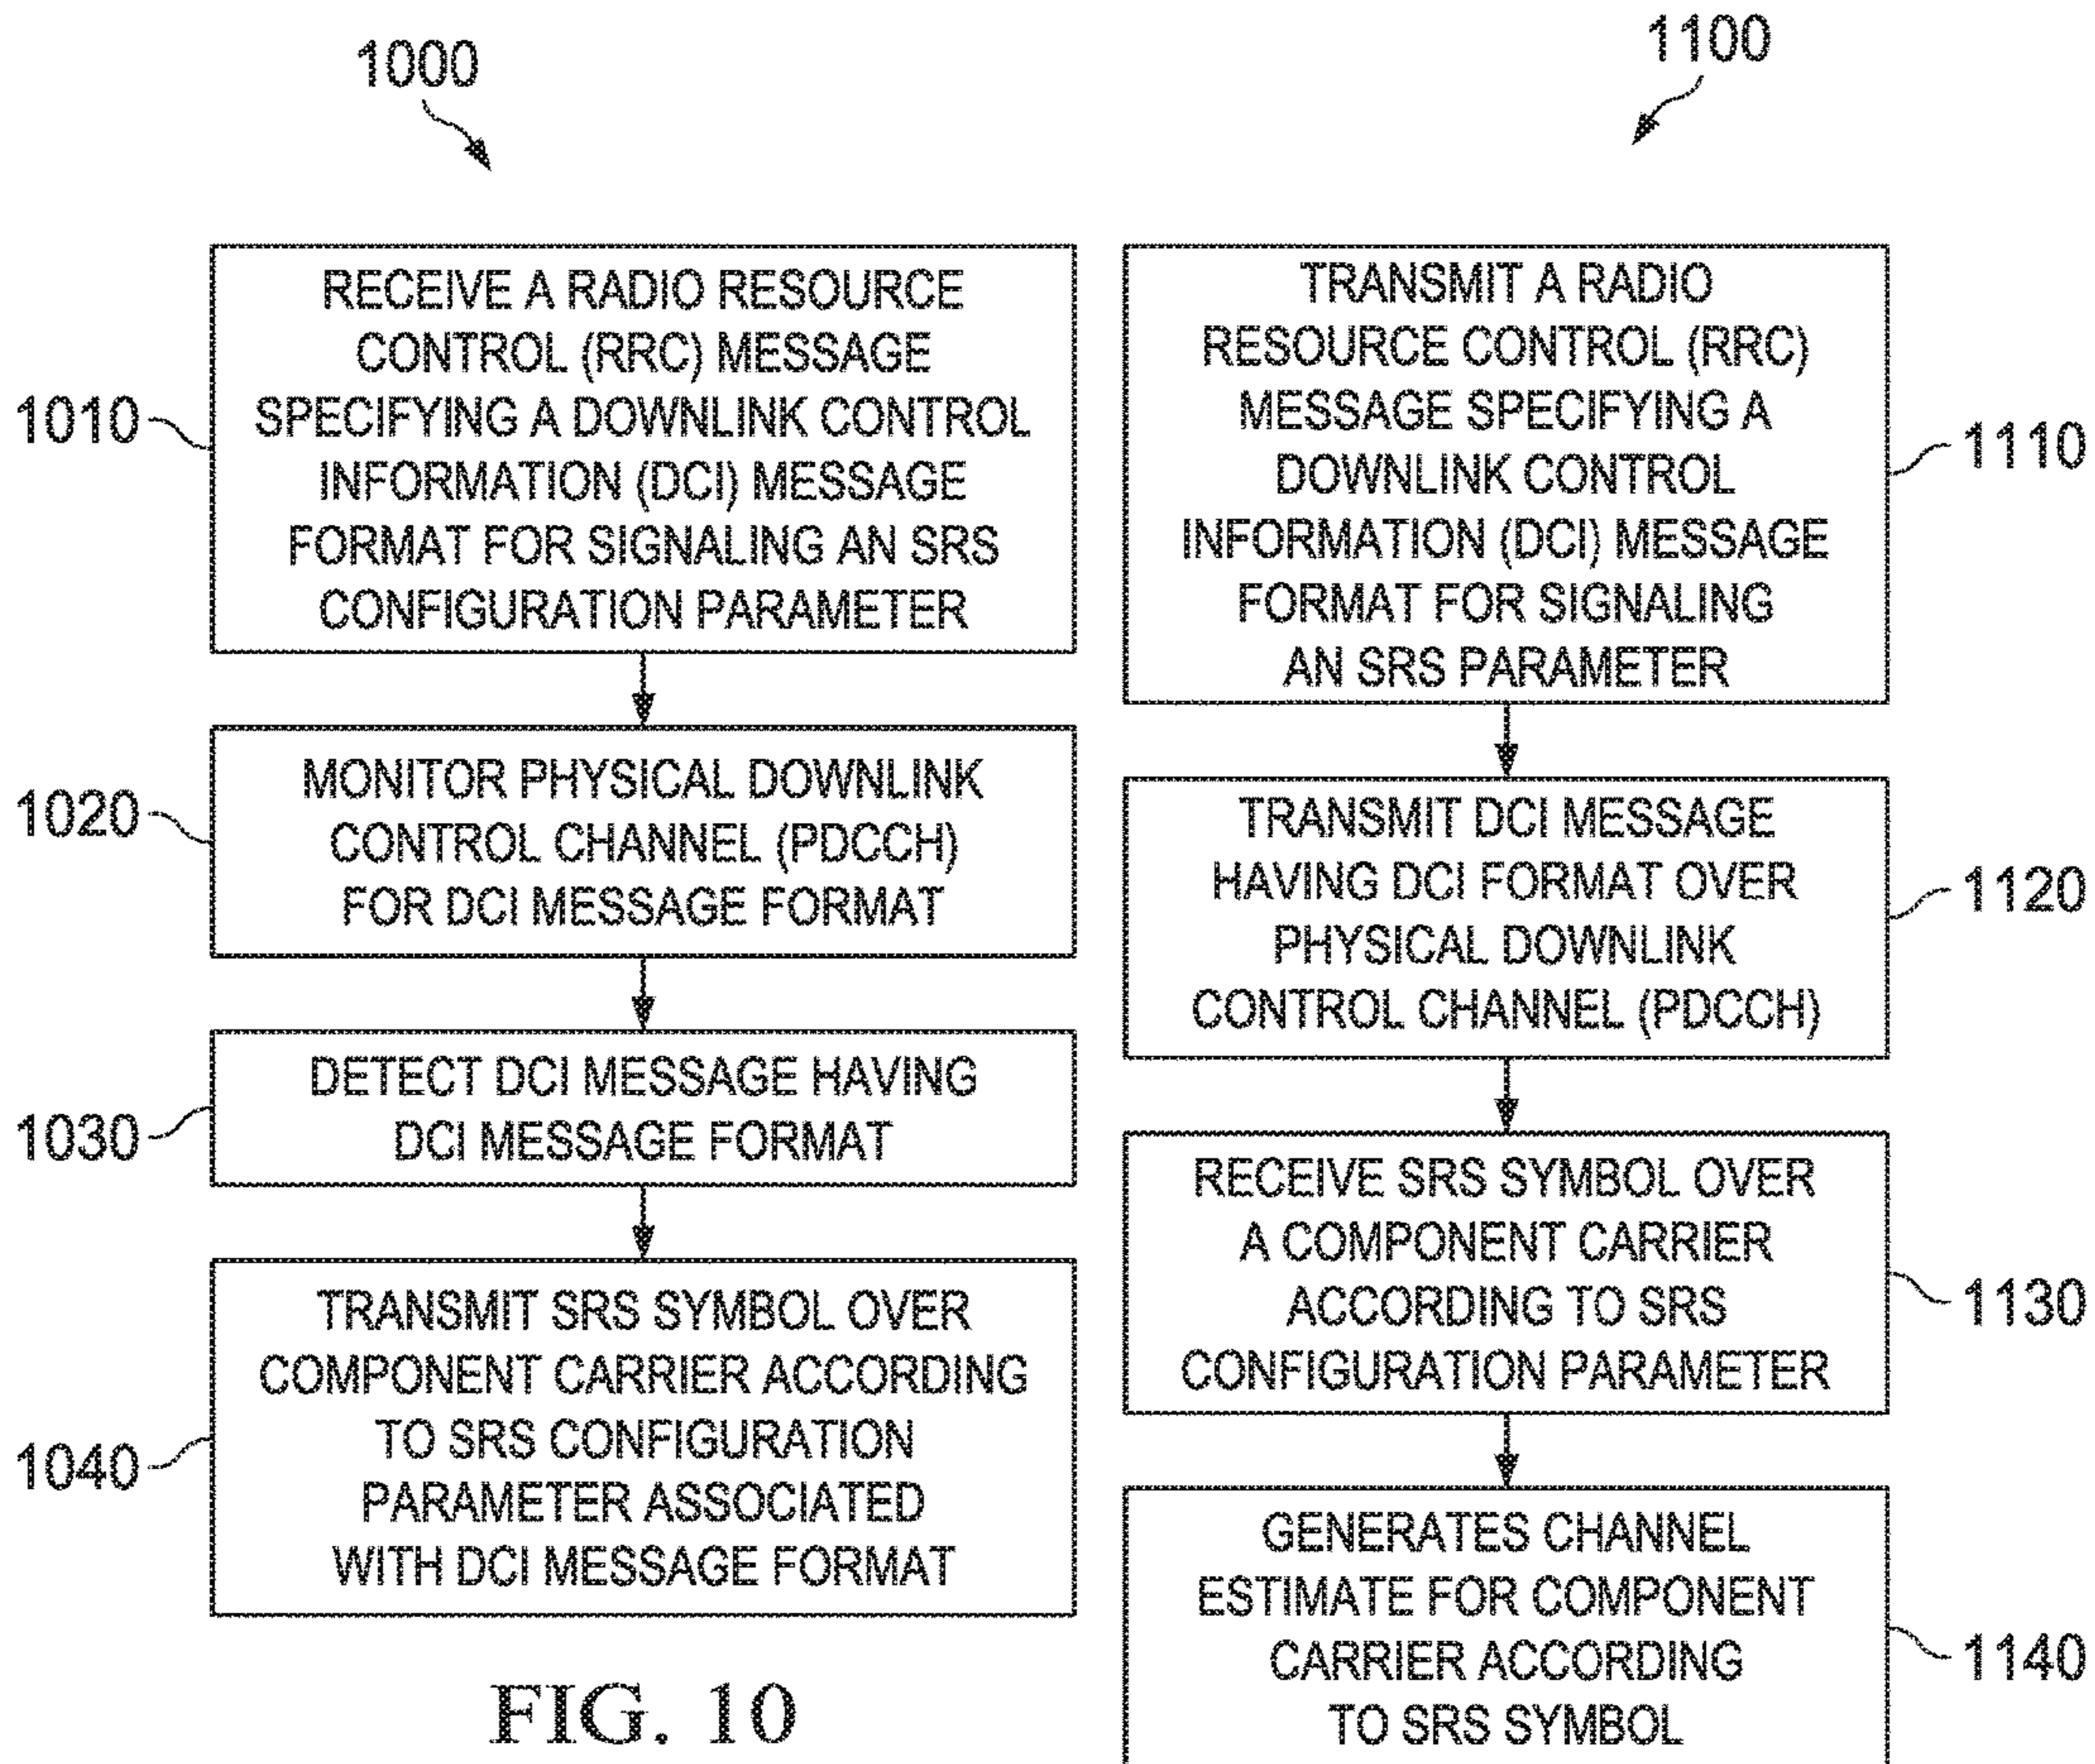 1000
RECEIVE A RADIO RESOURCE
CONTROL (RRC) MESSAGE
SPECIFYING A DOWNLINK CONTROL
INFORMATION (DCI) MESSAGE
FORMAT FOR SIGNALING AN SRS
CONFIGURATION PARAMETER
1010
MONITOR PHYSICAL DOWNLINK
CONTROL CHANNEL (PDCCH)
FOR DCI MESSAGE FORMAT
1020
DETECT DCI MESSAGE HAVING
DCI MESSAGE FORMAT
1030
TRANSMIT SRS SYMBOL OVER
COMPONENT CARRIER ACCORDING
TO SRS CONFIGURATION
PARAMETER ASSOCIATED
WITH DCI MESSAGE FORMAT
1040
FIG. 10
1100
TRANSMIT A RADIO
RESOURCE CONTROL (RRC)
MESSAGE SPECIFYING A
DOWNLINK CONTROL
INFORMATION (DCI) MESSAGE
FORMAT FOR SIGNALING
AN SRS PARAMETER
1110
TRANSMIT DCI MESSAGE
HAVING DCI FORMAT OVER
PHYSICAL DOWNLINK
CONTROL CHANNEL (PDCCH)
1120
RECEIVE SRS SYMBOL OVER
A COMPONENT CARRIER
ACCORDING TO SRS
CONFIGURATION PARAMETER
1130
GENERATES CHANNEL
ESTIMATE FOR COMPONENT
CARRIER ACCORDING
TO SRS SYMBOL
1140